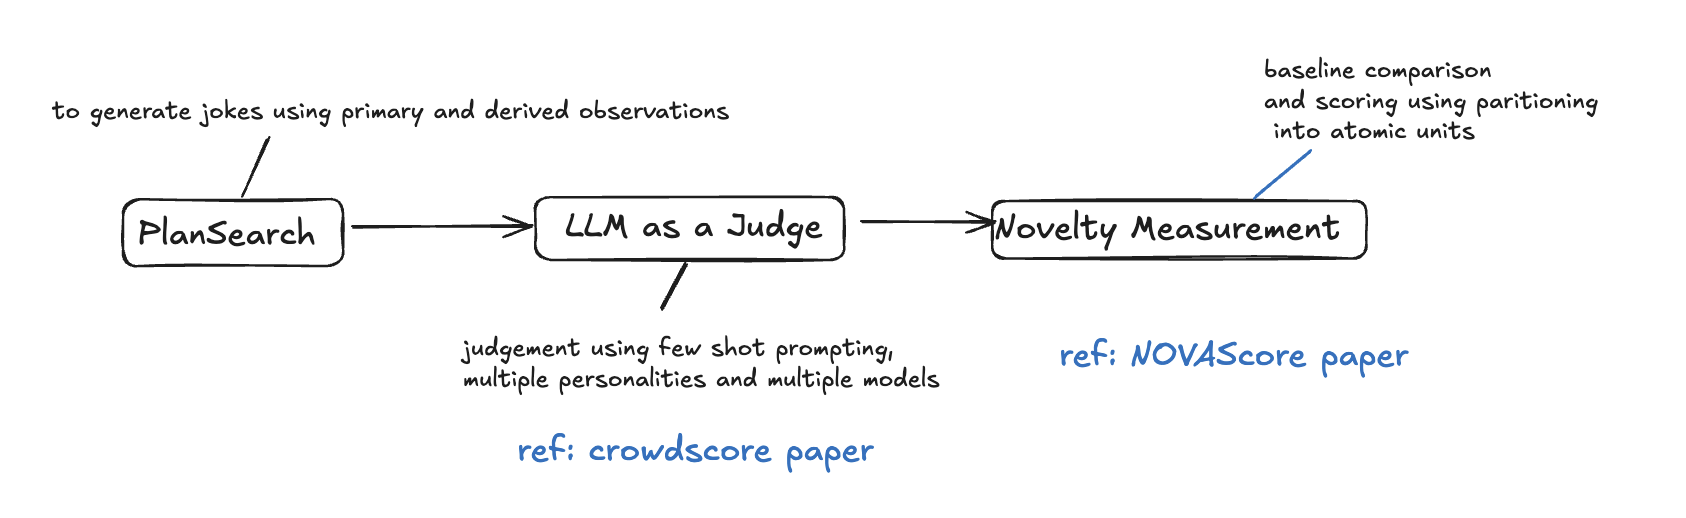 to generate jokes using primary and derived observations
PlanSearch
LLM as a Judge
judgement using few shot prompting,
multiple personalities and multiple models
ref: crowdscore paper
baseline comparison
and scoring using paritioning
into atomic units
Novelty Measurement
ref: NOVAScore paper